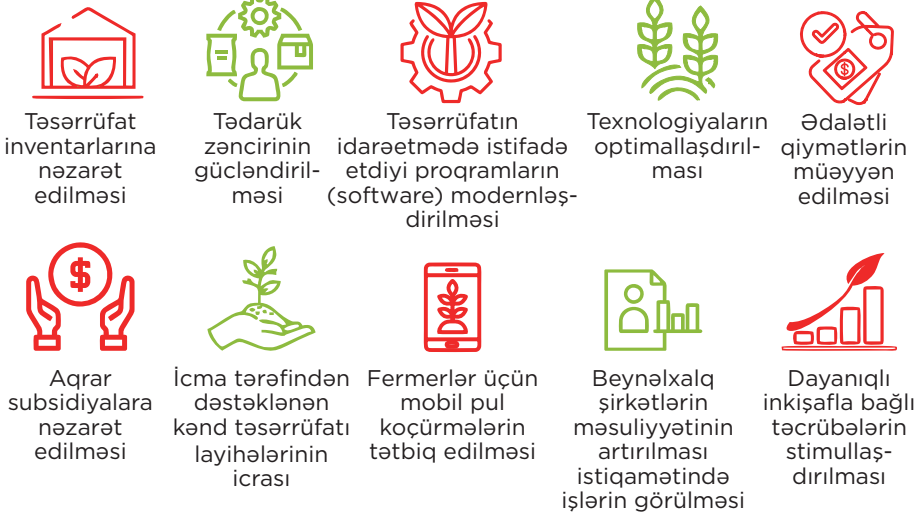 Təsərrüfat
inventarlarına
nəzarət
edilməsi
Tədarük
zəncirinin
gücləndiril-
məsi
Təsərrüfatın
idarəetmədə istifadə
etdiyi proqramların
(software) modernləş-
dirilməsi
Texnologiyaların
optimallaşdırıl-
ması
Ədalətli
qiymətlərin
müəyyən
edilməsi
$
$
Aqrar
subsidiyalara
nəzarət
edilməsi
İcma tərəfindən
dəstəklənən
kənd təsərrüfatı
layihələrinin
icrası
Fermerlər üçün
mobil pul
koçürmələrin
tətbiq edilməsi
Beynəlxalq
şirkətlərin
məsuliyyətinin
artırılması
istiqamətində
işlərin görülməsi
Dayanıqlı
inkişafla bağlı
təcrübələrin
stimullaş-
dırılması